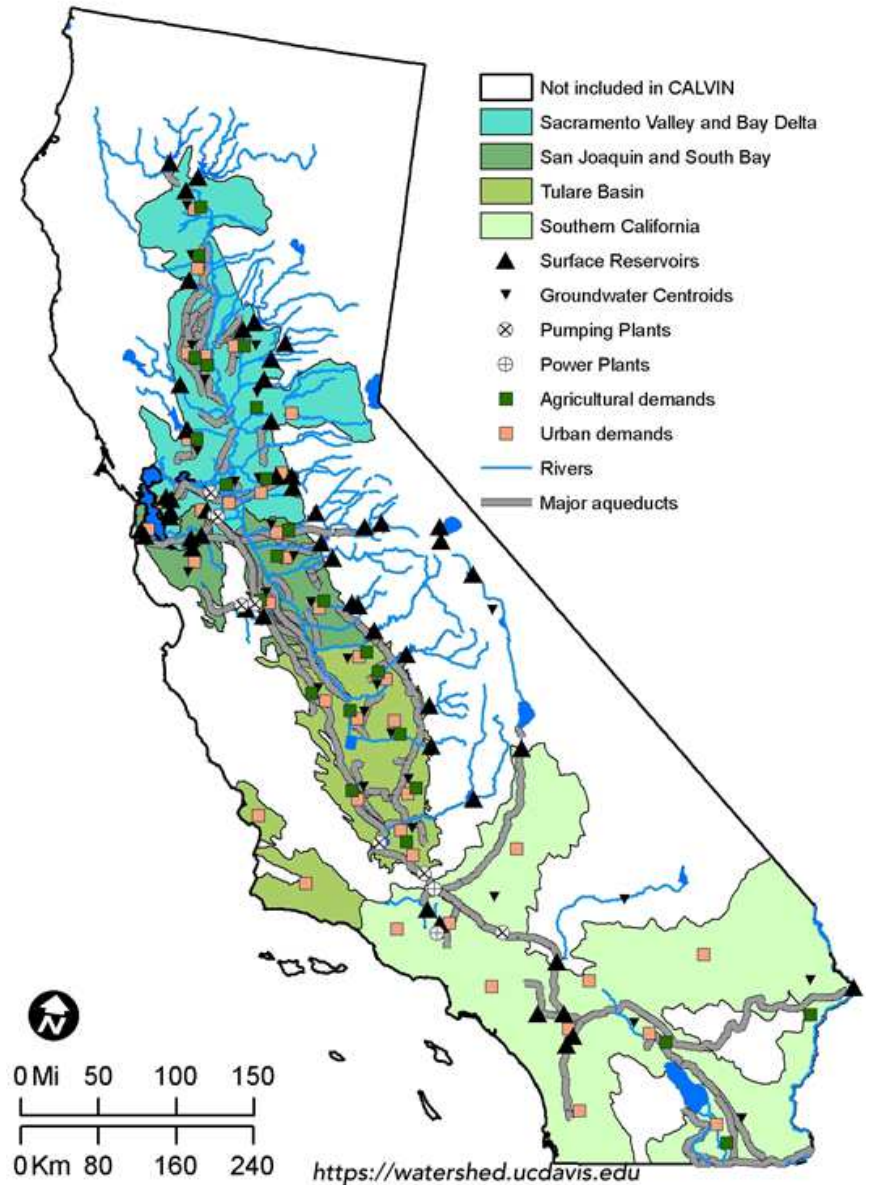 Not included in CALVIN
Sacramento Valley and Bay Delta
San Joaquin and South Bay
Tulare Basin
Southern California
Surface Reservoirs
Groundwater Centroids
Pumping Plants
Power Plants
Agricultural demands
Urban demands
Rivers
Major aqueducts
N
0 Mi 50 100 150
0 Km 80 160 240
https://watershed.ucdavis.edu